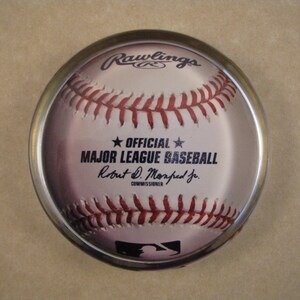 Rawlings
R
★ OFFICIAL ★
MAJOR LEAGUE BASEBALL
Robert D. Manfred Jr.
COMMISSIONER